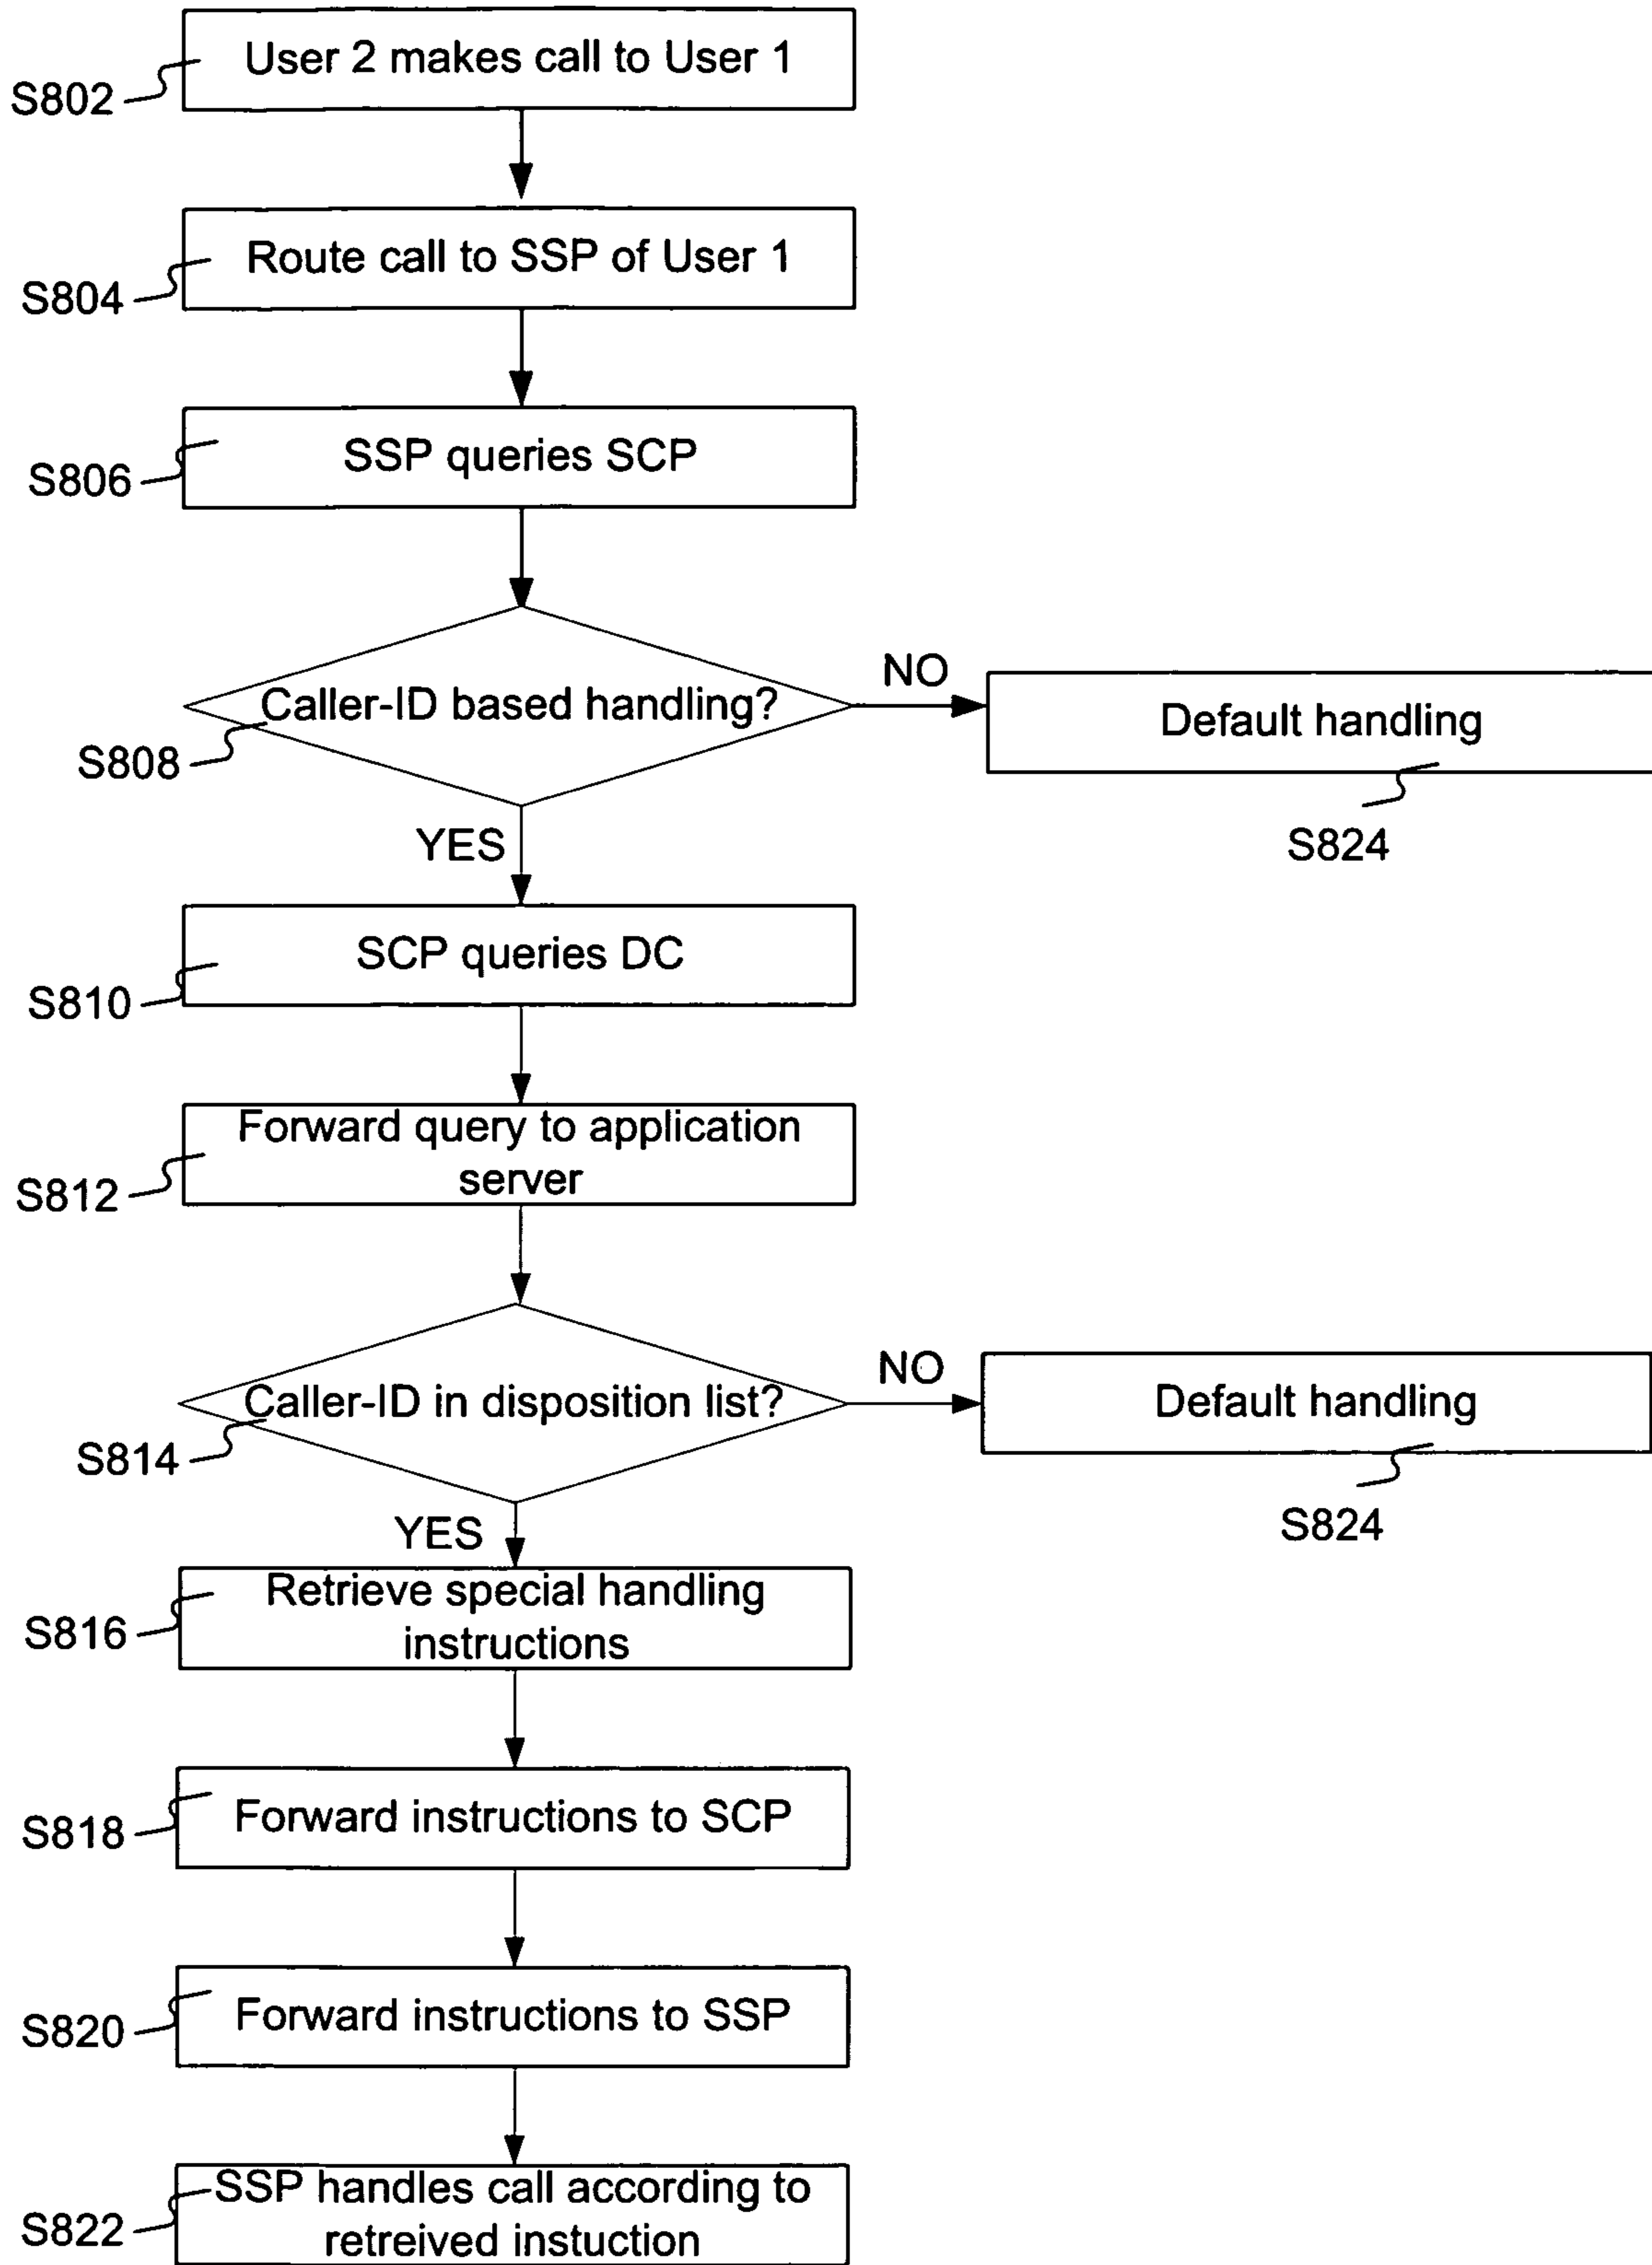 User 2 makes call to User 1
S802
Route call to SSP of User 1
S804
SSP queries SCP
S806
Caller-ID based handling?
S808
NO
Default handling
S824
YES
SCP queries DC
S810
Forward query to application
server
S812
Caller-ID in disposition list?
S814
NO
Default handling
S824
YES
Retrieve special handling
instructions
S816
Forward instructions to SCP
S818
Forward instructions to SSP
S820
SSP handles call according to
retreived instuction
S822